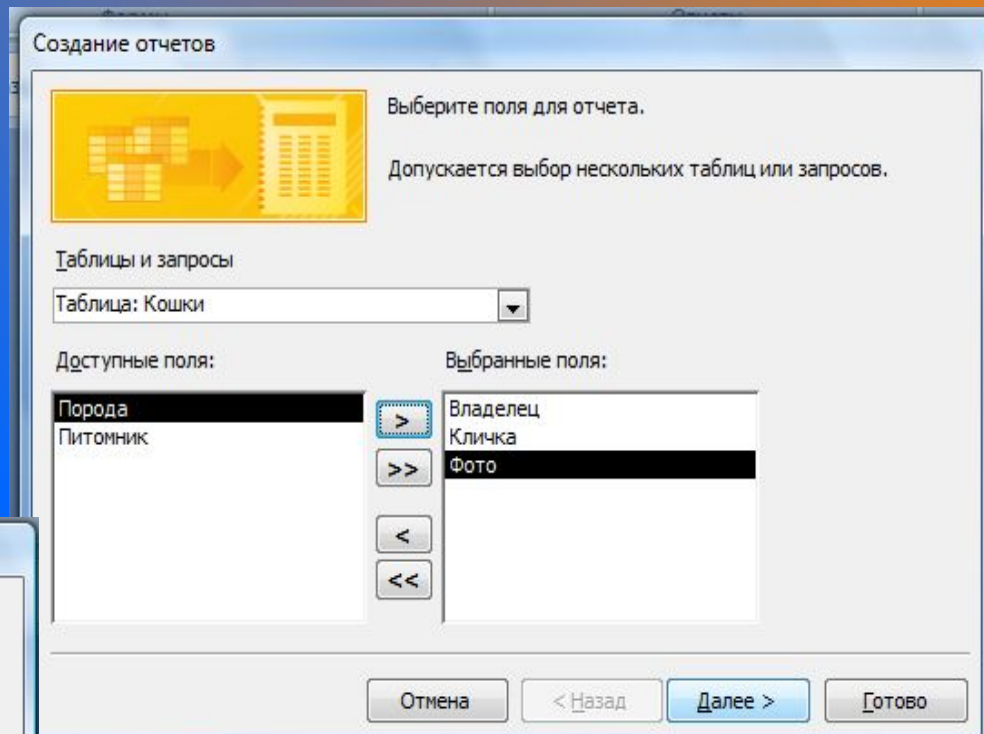 Создание отчетов
Выберите поля для отчета.
Допускается выбор нескольких таблиц или запросов.
Таблицы и запросы
Таблица: Кошки
Доступные поля:
Выбранные поля:
Порода
Питомник
>
>>
<
<<
Владелец
Кличка
Фото
Отмена
< Назад
Далее >
Готово